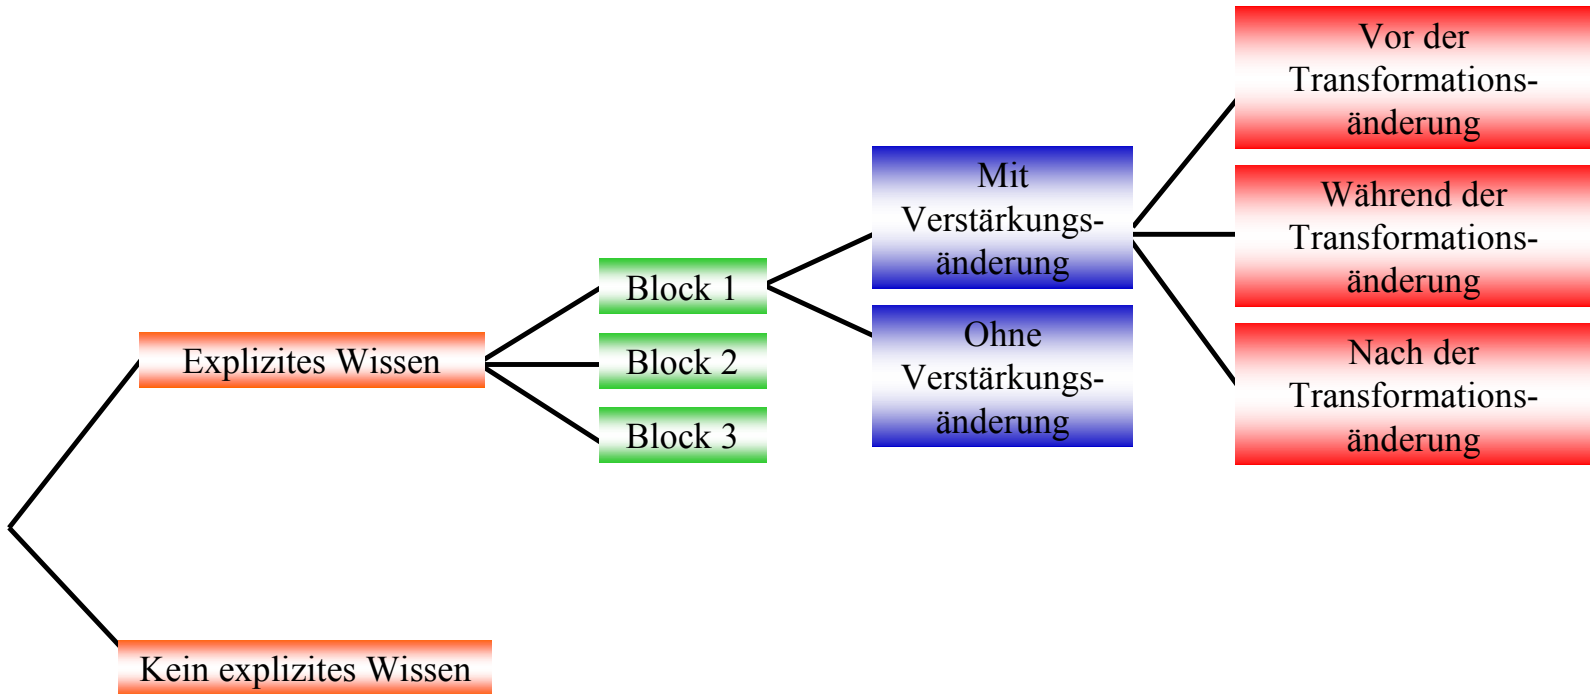 Explizites Wissen
Kein explizites Wissen
Block 1
Block 2
Block 3
Mit
Verstärkungs-
änderung
Ohne
Verstärkungs-
änderung
Vor der
Transformations-
änderung
Während der
Transformations-
änderung
Nach der
Transformations-
änderung